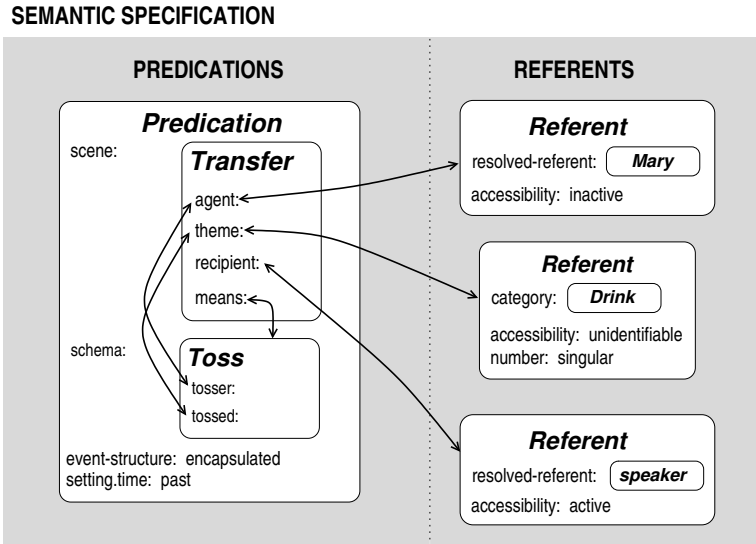 SEMANTIC SPECIFICATION
PREDICATIONS
Predication
scene:
Transfer
agent:
theme:
recipient:
means:
schema:
Toss
tosser:
tossed:
event-structure: encapsulated
setting.time: past
REFERENTS
Referent
resolved-referent: Mary
accessibility: inactive
Referent
category: Drink
accessibility: unidentifiable
number: singular
Referent
resolved-referent: speaker
accessibility: active